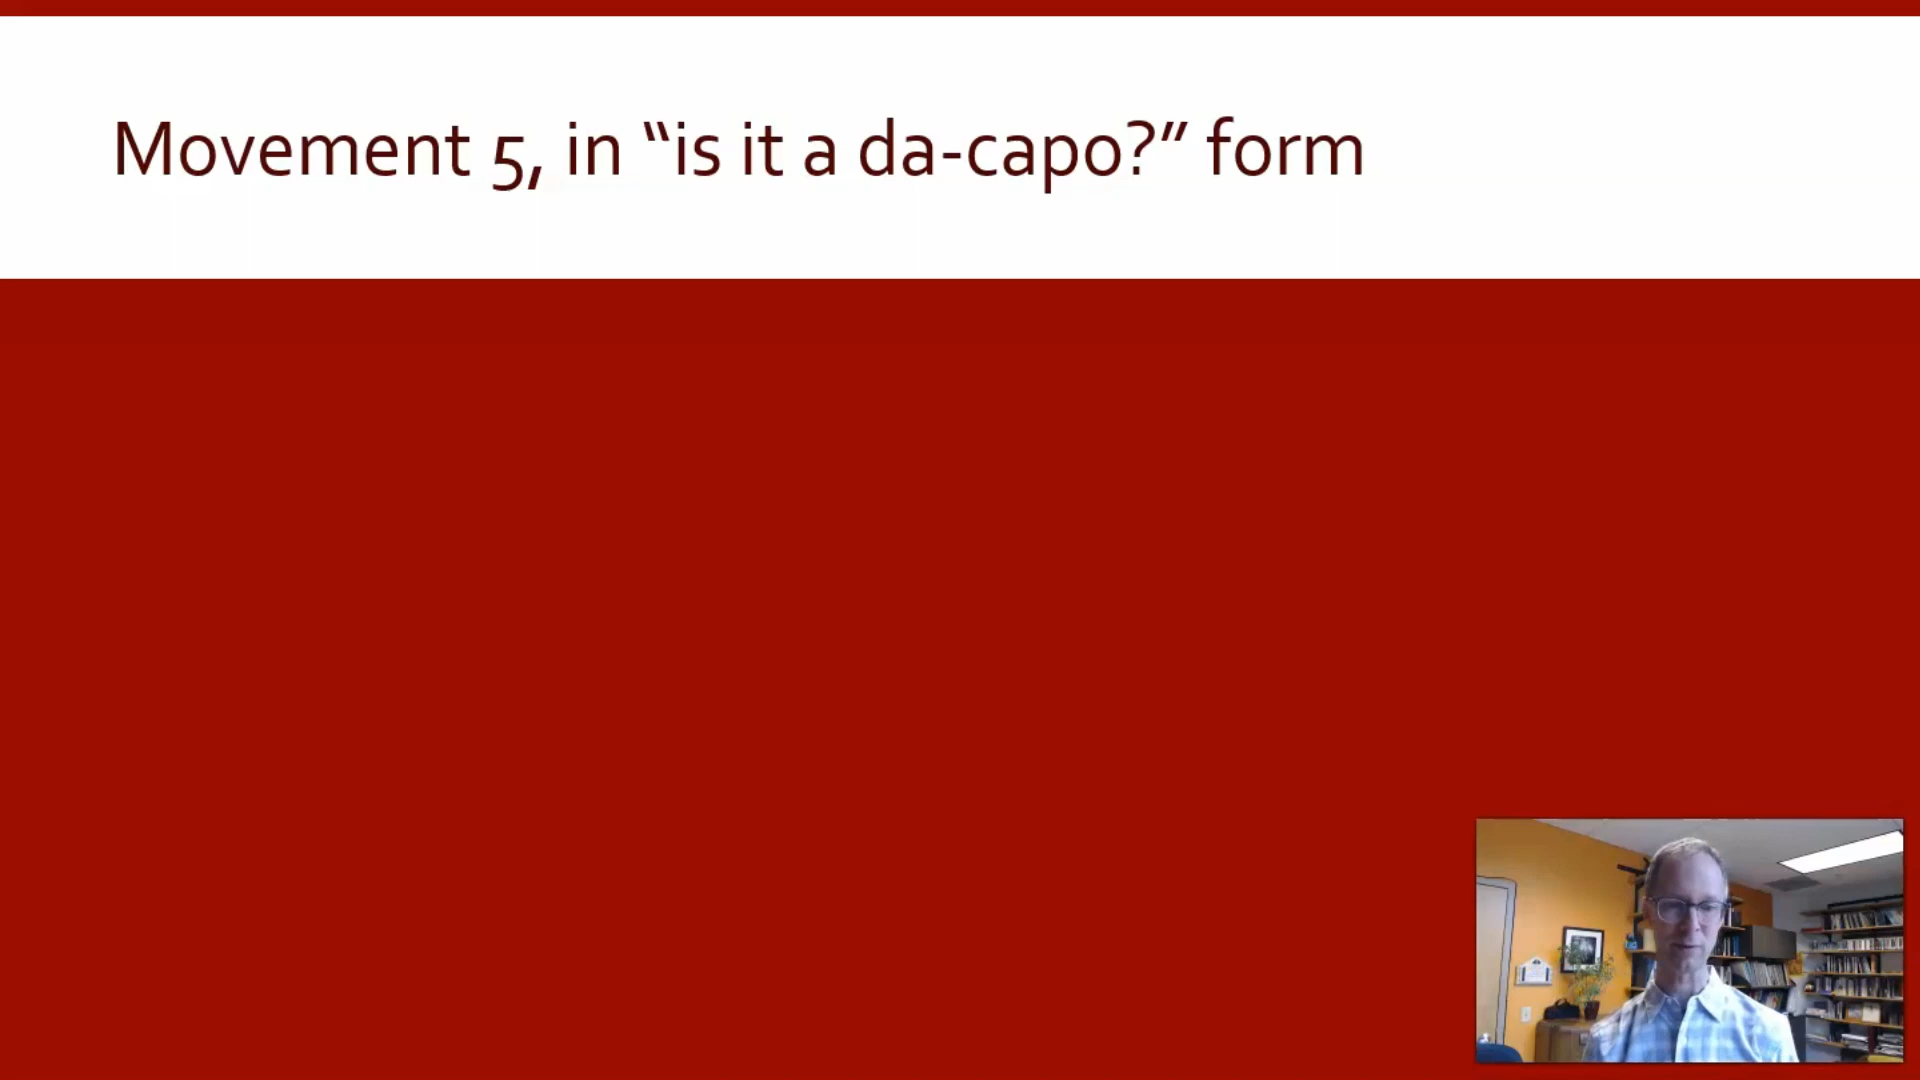 Movement 5, in “is it a da-capo?” form